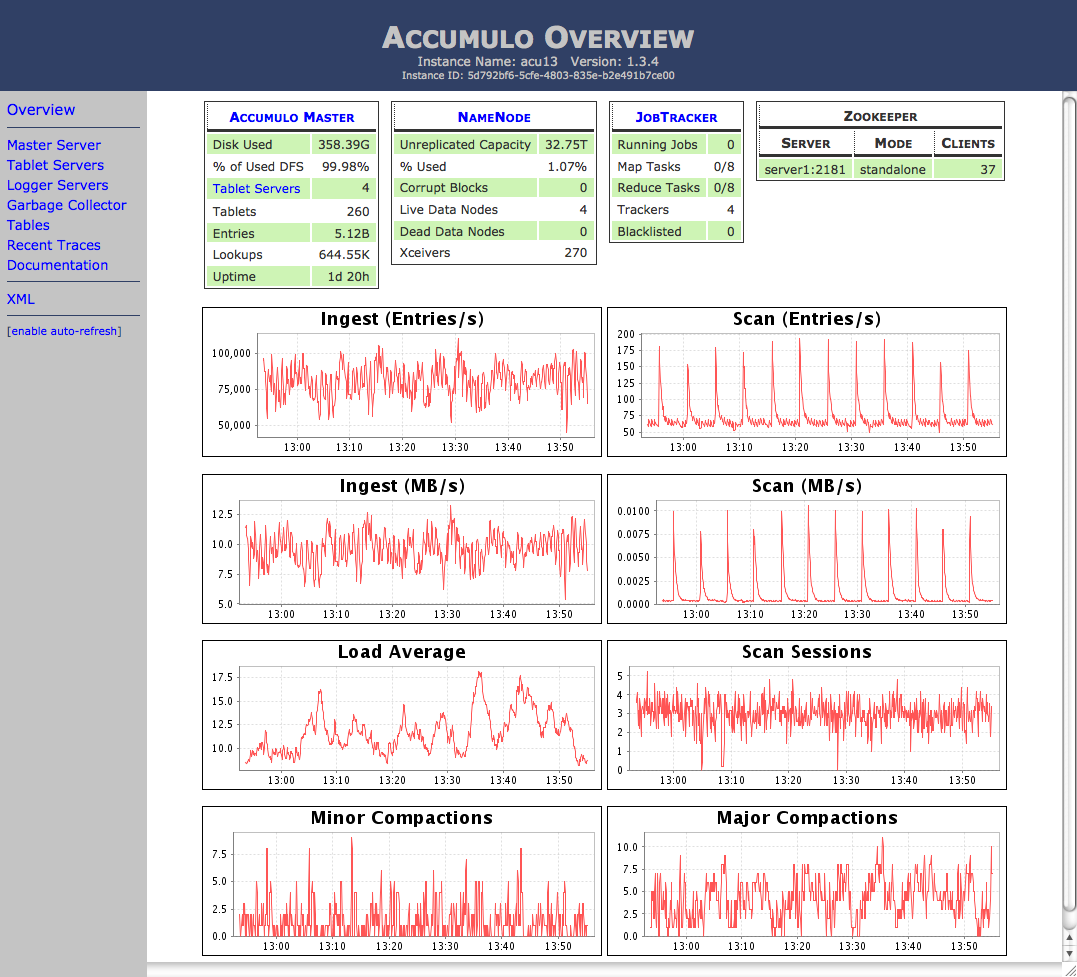 Accumulo Overview
Instance Name: acu13 Version: 1.3.4
Instance ID: 5d792bf6-5cfe-4803-835e-b2e491b7ce00
Overview
Master Server
Tablet Servers
Logger Servers
Garbage Collector
Tables
Recent Traces
Documentation
XML
[enable auto-refresh]
Accumulo Master
Disk Used 358.39G
% of Used DFS 99.98%
Tablet Servers 4
Tablets 260
Entries 5.12B
Lookups 644.55K
Uptime 1d 20h
NameNode
Unreplicated Capacity 32.75T
% Used 1.07%
Corrupt Blocks 0
Live Data Nodes 4
Dead Data Nodes 0
Xceivers 270
JobTracker
Running Jobs 0
Map Tasks 0/8
Reduce Tasks 0/8
Trackers 4
Blacklisted 0
Zookeeper
Server Mode Clients
server1:2181 standalone 37
Ingest (Entries/s)
100,000
75,000
50,000
13:00 13:10 13:20 13:30 13:40 13:50
Scan (Entries/s)
200
175
150
125
100
75
50
13:00 13:10 13:20 13:30 13:40 13:50
Ingest (MB/s)
12.5
10.0
7.5
5.0
13:00 13:10 13:20 13:30 13:40 13:50
Scan (MB/s)
0.0100
0.0075
0.0050
0.0025
0.0000
13:00 13:10 13:20 13:30 13:40 13:50
Load Average
17.5
15.0
12.5
10.0
13:00 13:10 13:20 13:30 13:40 13:50
Scan Sessions
5
4
3
2
1
0
13:00 13:10 13:20 13:30 13:40 13:50
Minor Compactions
7.5
5.0
2.5
0.0
13:00 13:10 13:20 13:30 13:40 13:50
Major Compactions
10.0
7.5
5.0
2.5
0.0
13:00 13:10 13:20 13:30 13:40 13:50